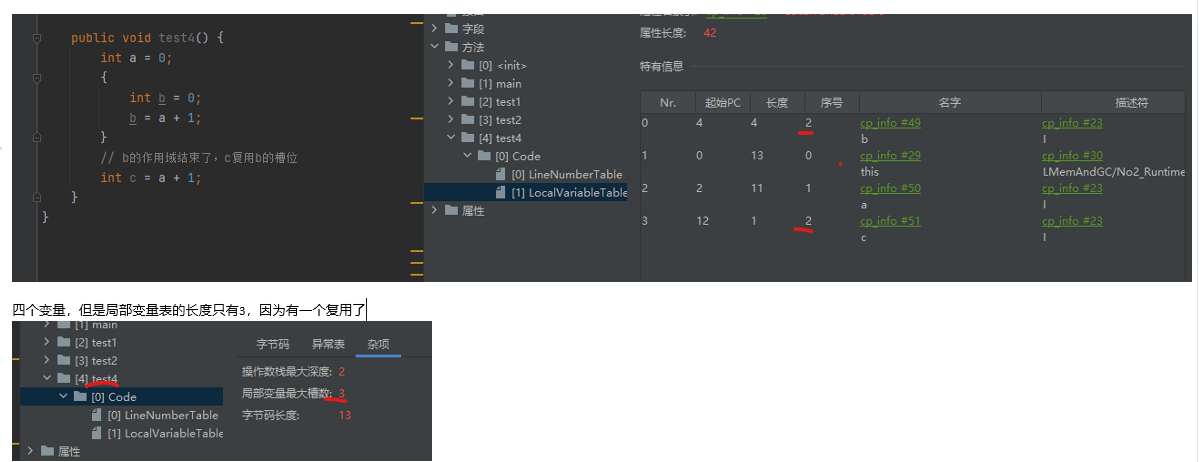 public void test4() {
int a = 0;
{
int b = 0;
b = a + 1;
}
// b的作用域结束了，c复用b的槽位
int c = a + 1;
}
}
字段
方法
[0] <init>
[1] main
[2] test1
[3] test2
[4] test4
[0] Code
[0] LineNumberTable
[1] LocalVariableTable
属性
属性长度: 42
特有信息
Nr. 起始PC 长度 序号 名字 描述符
0 4 4 2 cp_info #49 cp_info #23
b I
1 0 13 0 cp_info #29 cp_info #30
this LMemAndGC/No2_Runtime
2 2 11 1 cp_info #50 cp_info #23
a I
3 12 1 2 cp_info #51 cp_info #23
c I
四个变量，但是局部变量表的长度只有3，因为有一个复用了
[1] main
[2] test1
[3] test2
[4] test4
[0] Code
[0] LineNumberTable
[1] LocalVariableTable
属性
字节码 异常表 杂项
操作数栈最大深度: 2
局部变量最大槽数: 3
字节码长度: 13